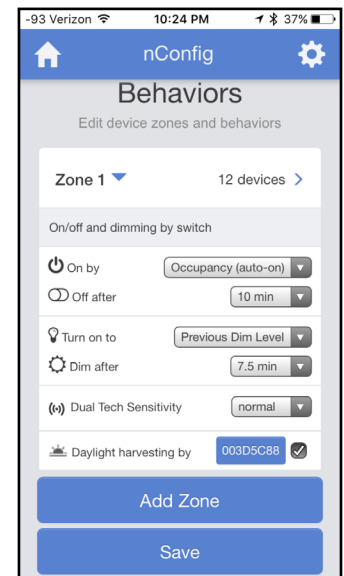 -93 Verizon 10:24 PM 37%
nConfig
Behaviors
Edit device zones and behaviors
Zone 1 12 devices
On/off and dimming by switch
On by Occupancy (auto-on)
Off after 10 min
Turn on to Previous Dim Level
Dim after 7.5 min
Dual Tech Sensitivity normal
Daylight harvesting by 003D5C88
Add Zone
Save